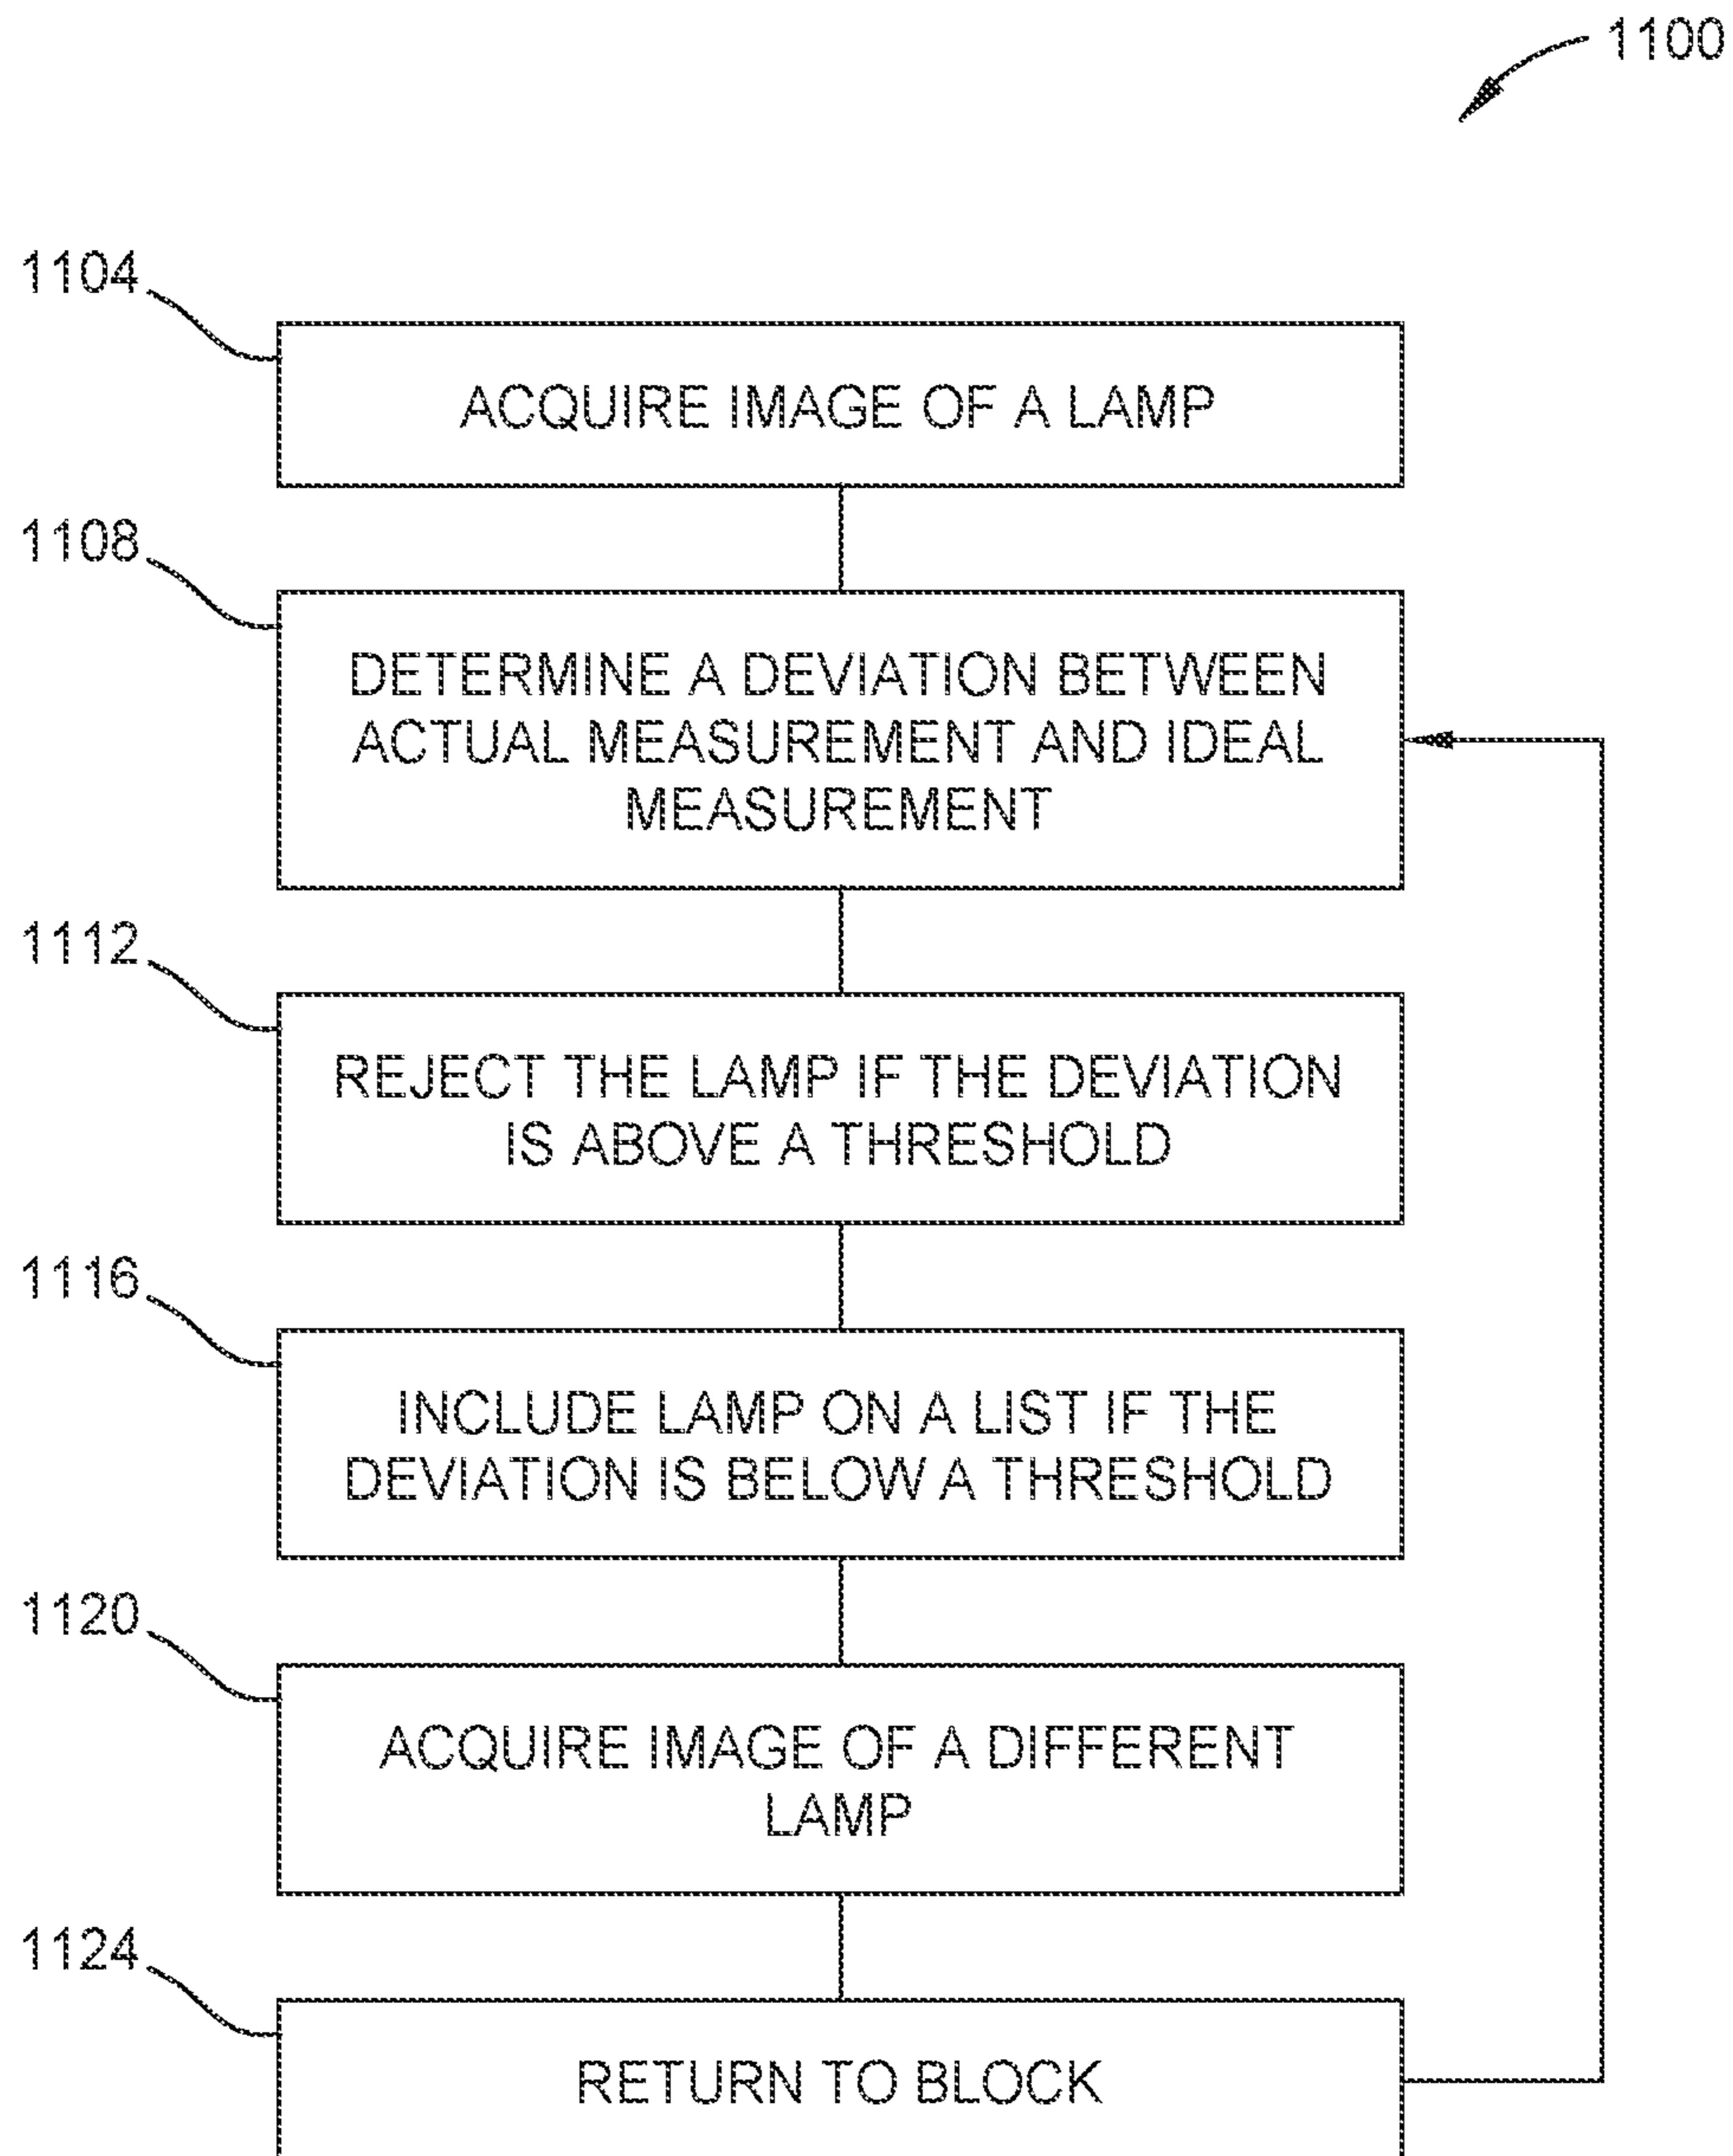 1100
1104
ACQUIRE IMAGE OF A LAMP
1108
DETERMINE A DEVIATION BETWEEN
ACTUAL MEASUREMENT AND IDEAL
MEASUREMENT
1112
REJECT THE LAMP IF THE DEVIATION
IS ABOVE A THRESHOLD
1116
INCLUDE LAMP ON A LIST IF THE
DEVIATION IS BELOW A THRESHOLD
1120
ACQUIRE IMAGE OF A DIFFERENT
LAMP
1124
RETURN TO BLOCK